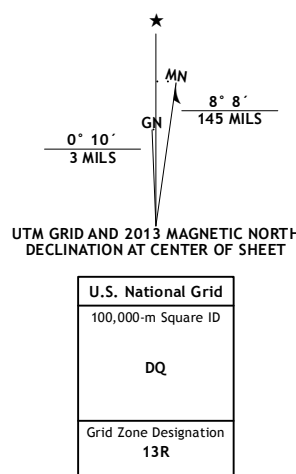 MN
GN
8° 8´
145 MILS
0° 10´
3 MILS
UTM GRID AND 2013 MAGNETIC NORTH
DECLINATION AT CENTER OF SHEET
U.S. National Grid
100,000-m Square ID
DQ
Grid Zone Designation
13R